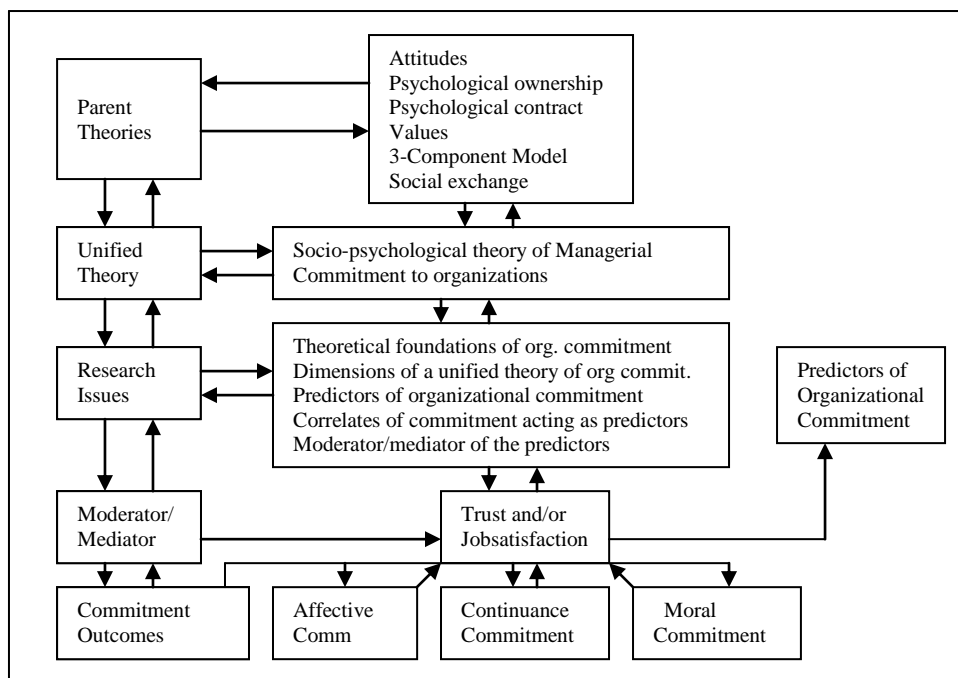 Parent
Theories
Attitudes
Psychological ownership
Psychological contract
Values
3-Component Model
Social exchange
Unified
Theory
Socio-psychological theory of Managerial
Commitment to organizations
Research
Issues
Theoretical foundations of org. commitment
Dimensions of a unified theory of org commit.
Predictors of organizational commitment
Correlates of commitment acting as predictors
Moderator/mediator of the predictors
Predictors of
Organizational
Commitment
Moderator/
Mediator
Trust and/or
Jobsatisfaction
Commitment
Outcomes
Affective
Comm
Continuance
Commitment
Moral
Commitment